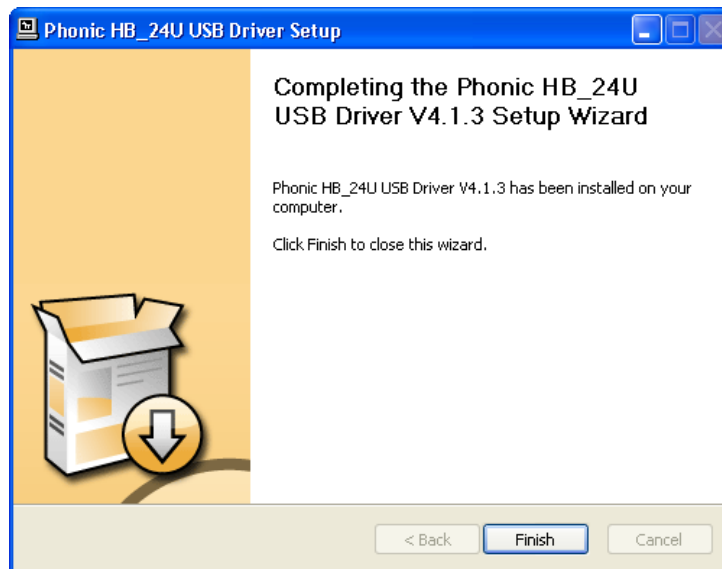 Phonic HB_24U USB Driver Setup
Completing the Phonic HB_24U
USB Driver V4.1.3 Setup Wizard
Phonic HB_24U USB Driver V4.1.3 has been installed on your
computer.
Click Finish to close this wizard.
< Back Finish Cancel